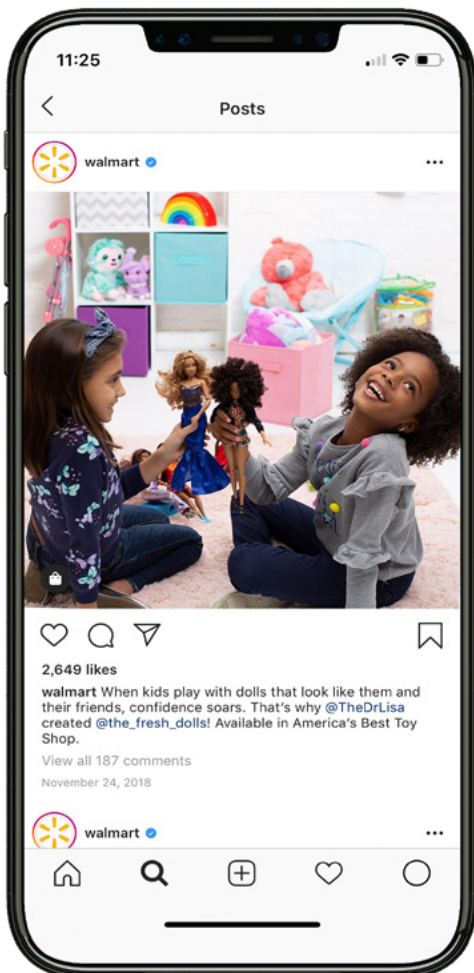 11:25
Posts
walmart
walmart When kids play with dolls that look like them and
their friends, confidence soars. That's why @TheDrLisa
created @the_fresh_dolls! Available in America's Best Toy
Shop.
2,649 likes
View all 187 comments
November 24, 2018
walmart